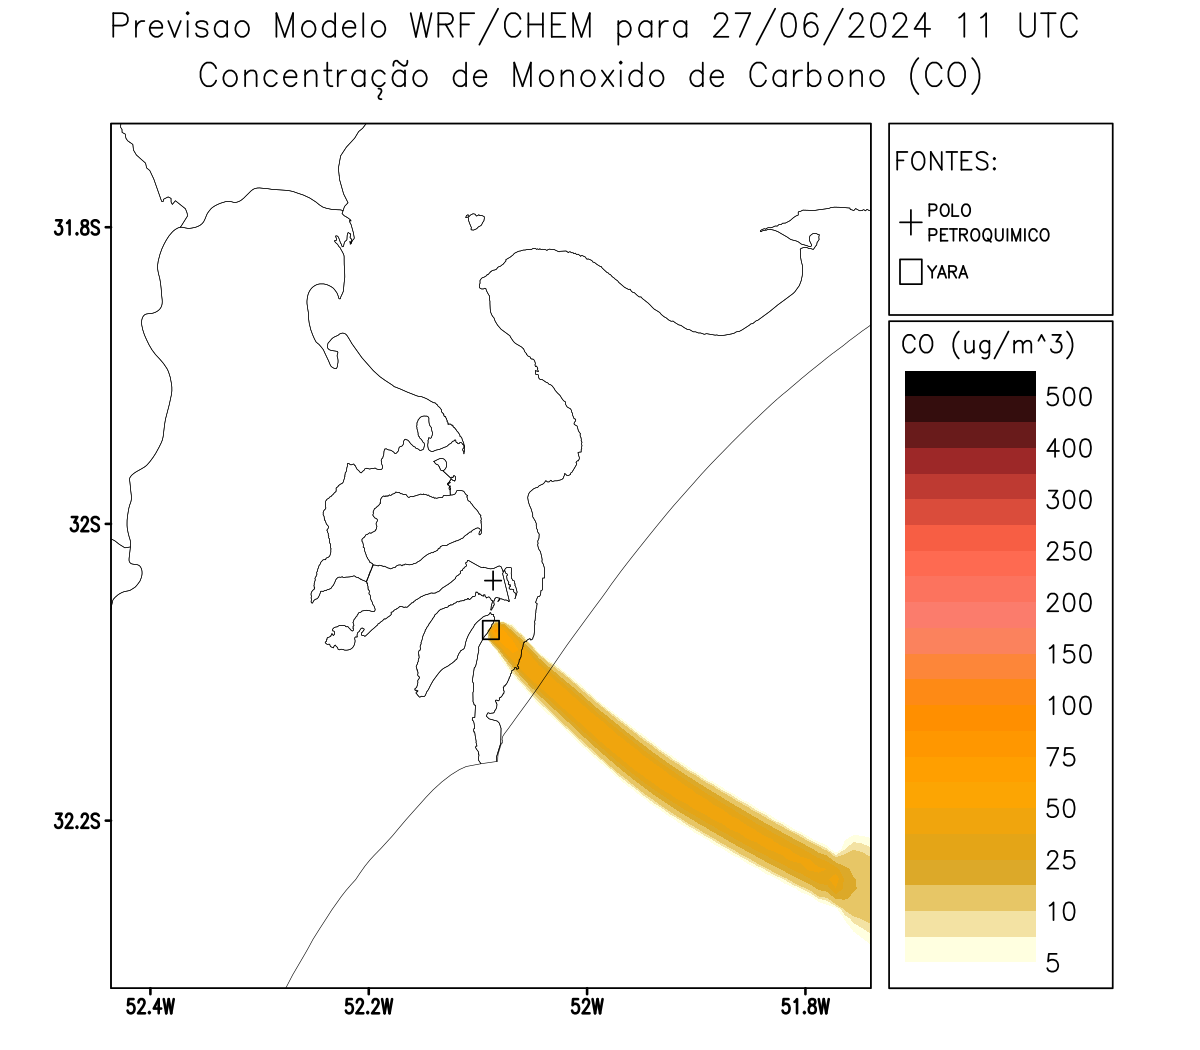 Previsao Modelo WRF/CHEM para 27/06/2024 11 UTC
Concentração de Monoxido de Carbono (CO)
FONTES:
POLO
PETROQUIMICO
YARA
CO (ug/m^3)
500
400
300
250
200
150
100
75
50
25
10
5
31.8S
32S
32.2S
52.4W
52.2W
52W
51.8W